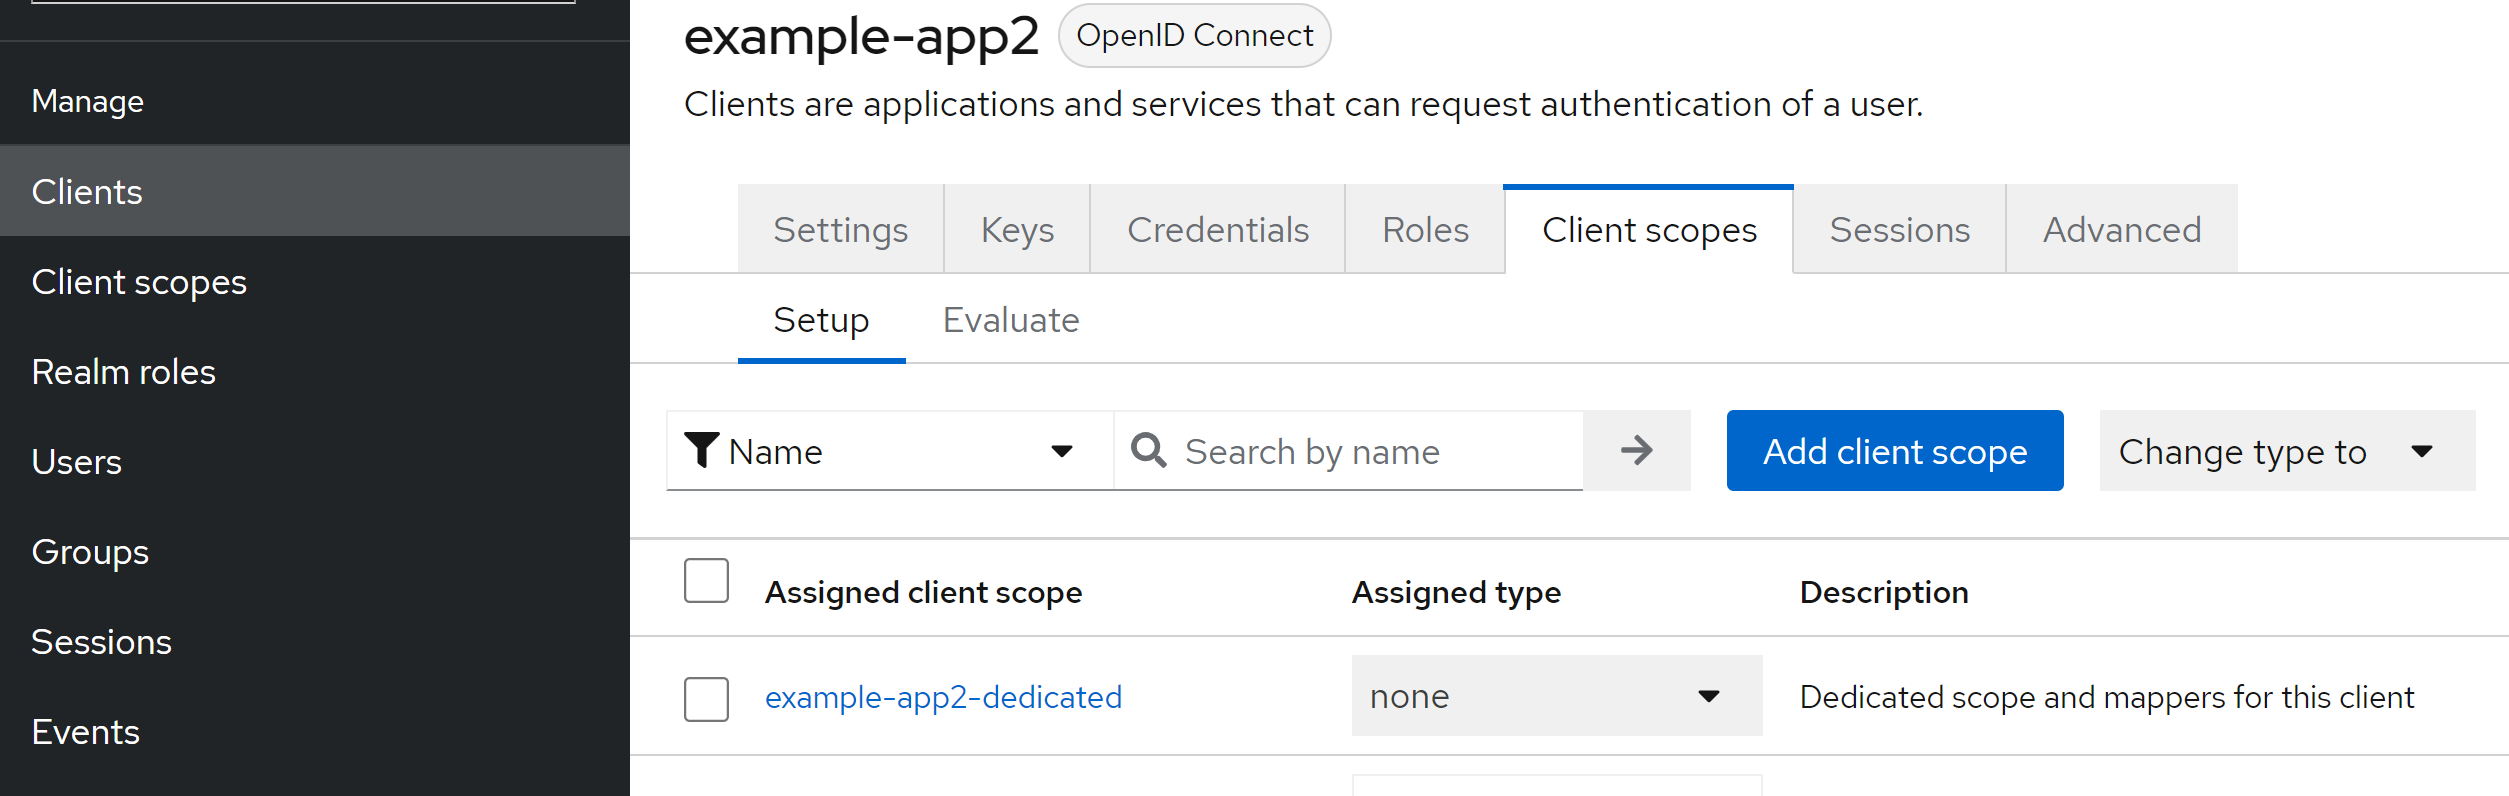 Manage
Clients
Client scopes
Realm roles
Users
Groups
Sessions
Events
example-app2 OpenID Connect
Clients are applications and services that can request authentication of a user.
Settings Keys Credentials Roles Client scopes Sessions Advanced
Setup Evaluate
Name Search by name Add client scope Change type to
Assigned client scope Assigned type Description
example-app2-dedicated none Dedicated scope and mappers for this client